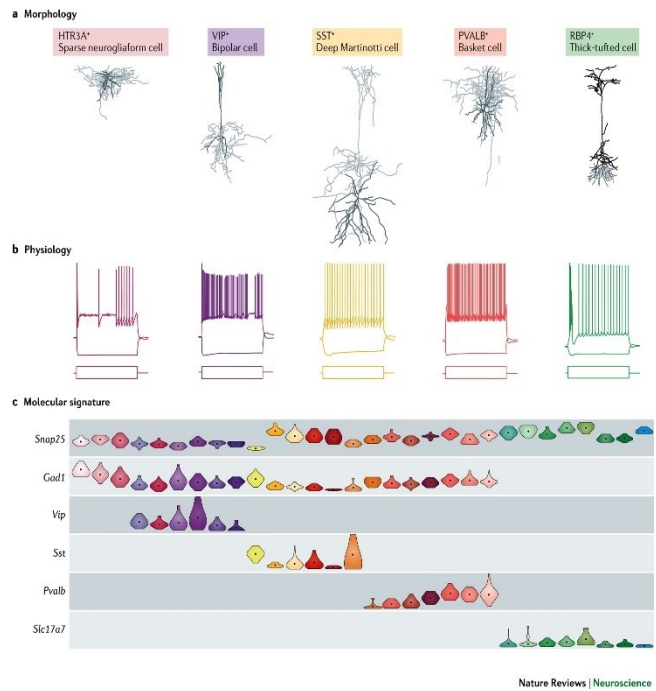 a Morphology
HTR3A+
Sparse neurogliaform cell
VIP+
Bipolar cell
SST+
Deep Martinotti cell
PVALB+
Basket cell
RBP4+
Thick-tufted cell
b Physiology
c Molecular signature
Snap25
Gad1
Vip
Sst
Pvalb
Slc17a7
Nature Reviews | Neuroscience